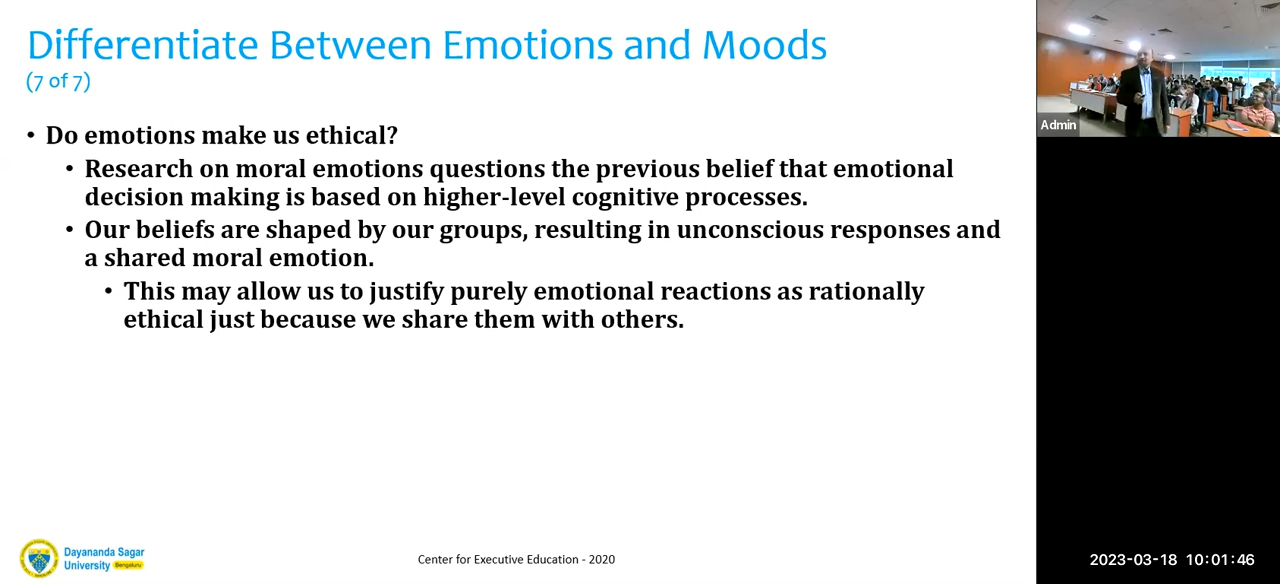 Differentiate Between Emotions and Moods
(7 of 7)
• Do emotions make us ethical?
• Research on moral emotions questions the previous belief that emotional
decision making is based on higher-level cognitive processes.
• Our beliefs are shaped by our groups, resulting in unconscious responses and
a shared moral emotion.
• This may allow us to justify purely emotional reactions as rationally
ethical just because we share them with others.
Admin
Dayananda Sagar
University Bengaluru
Center for Executive Education - 2020
2023-03-18 10:01:46